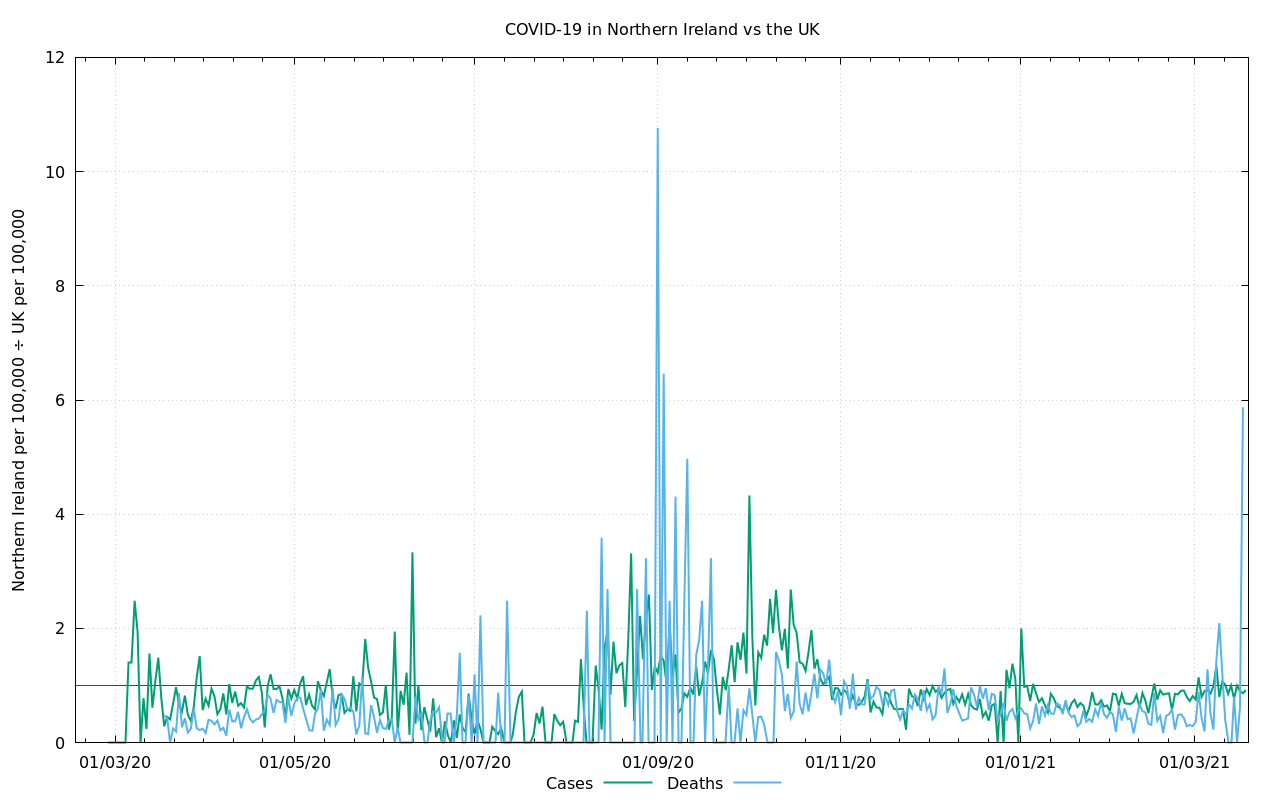 COVID-19 in Northern Ireland vs the UK
Northern Ireland per 100,000 ÷ UK per 100,000
12
10
8
6
4
2
0
01/03/20 01/05/20 01/07/20 01/09/20 01/11/20 01/01/21 01/03/21
Cases Deaths